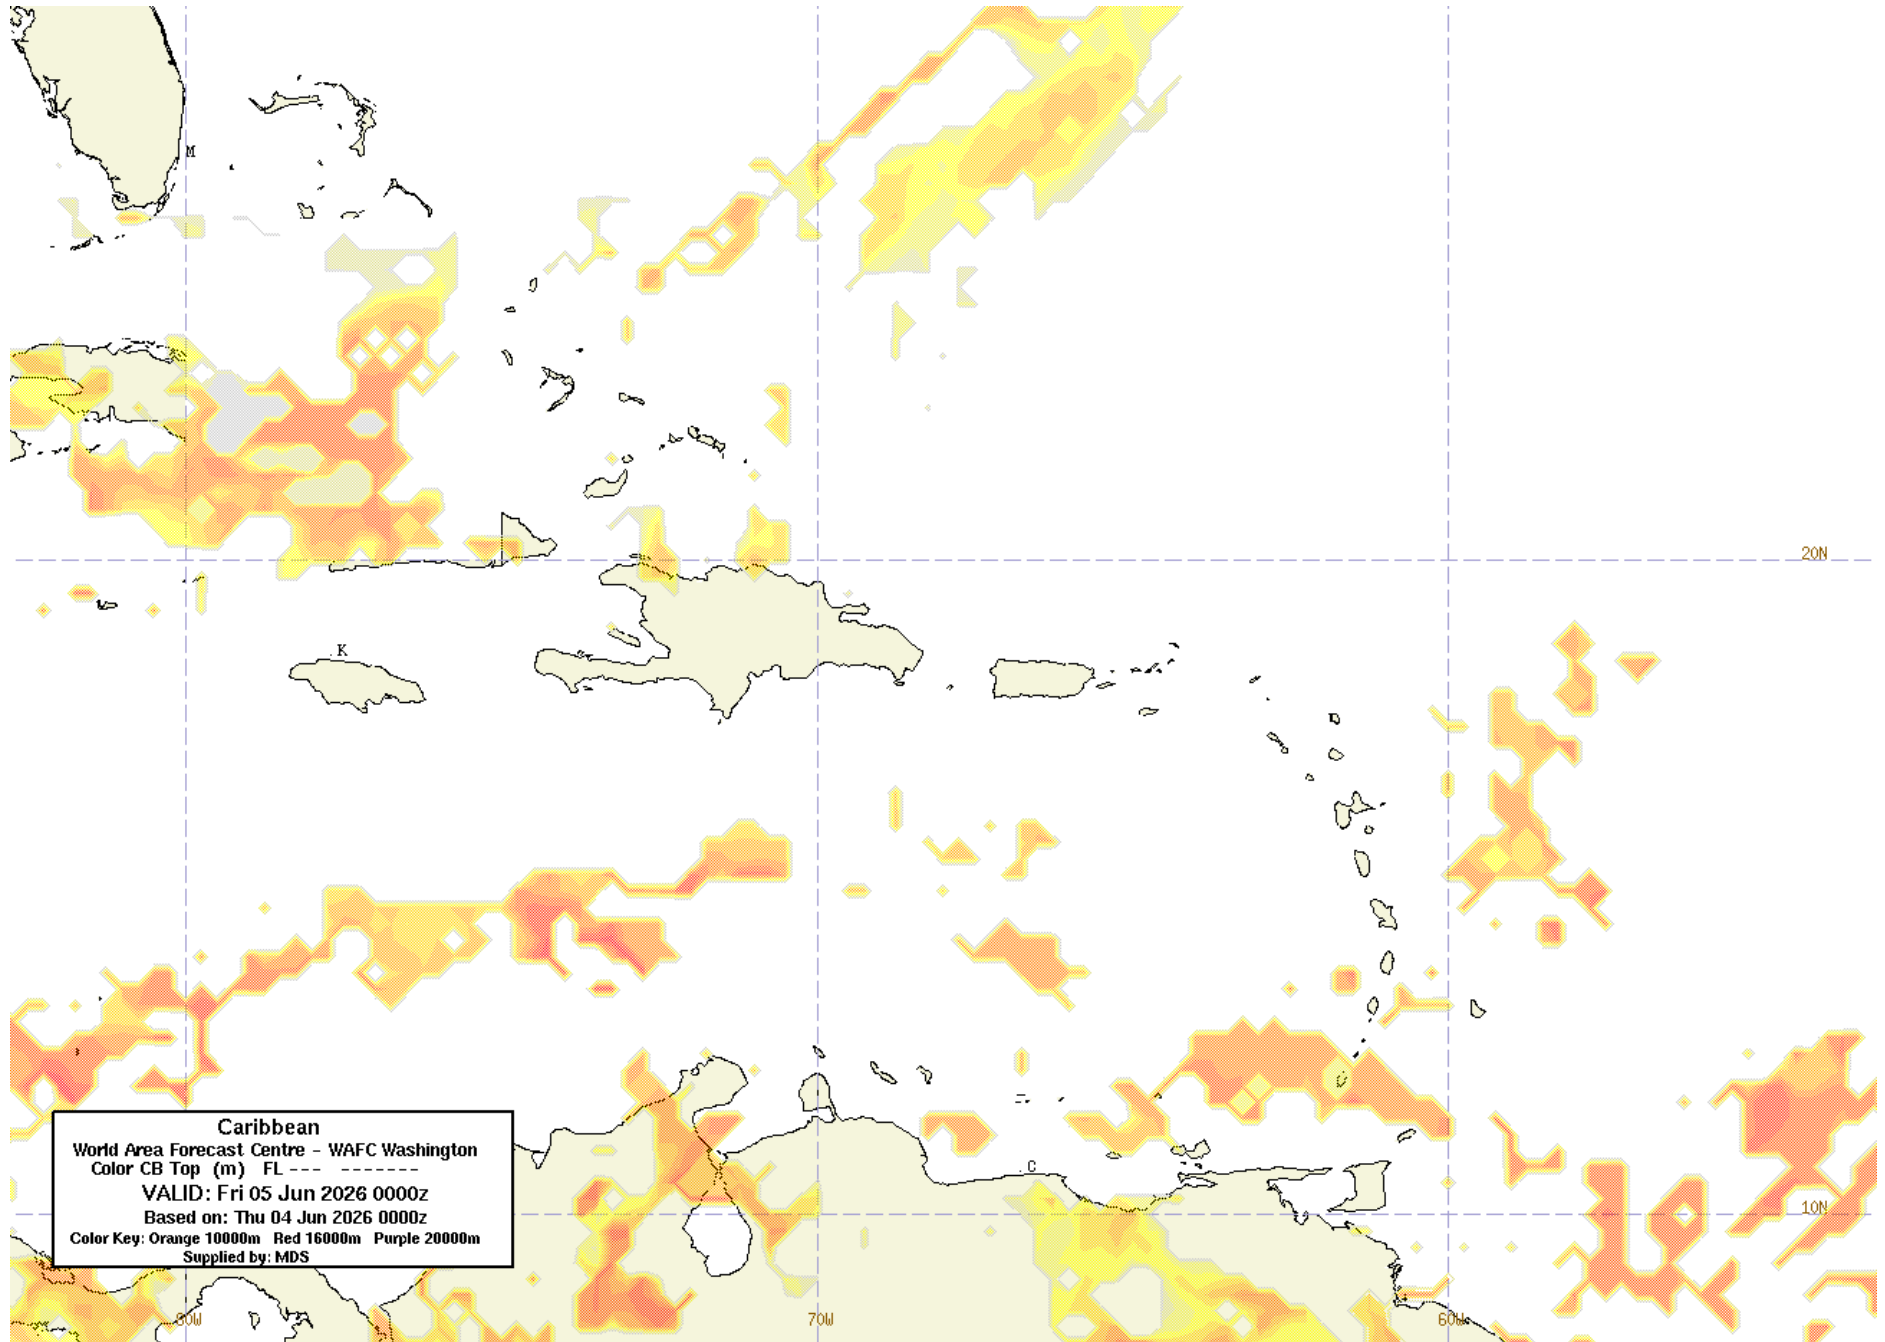 M
20N
K
C
Caribbean
World Area Forecast Centre - WAFC Washington
Color CB Top (m) FL --- -------
VALID: Fri 05 Jun 2026 0000z
Based on: Thu 04 Jun 2026 0000z
Color Key: Orange 10000m Red 16000m Purple 20000m
Supplied by: MDS
10N
80W
70W
60W